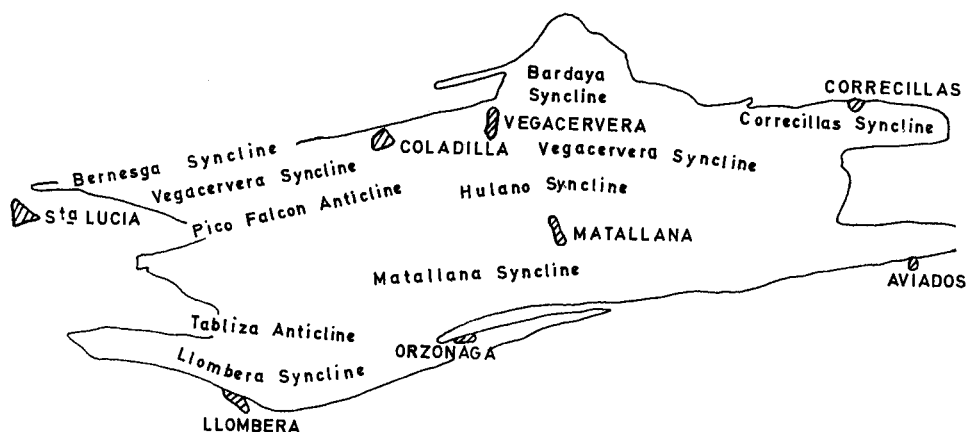 Bardaya
Syncline
CORRECILLAS
Correcillas Syncline
VEGACERVERA
COLADILLA
Vegacervera Syncline
Bernesga Syncline
Vegacervera Syncline
Hulano Syncline
Sta LUCIA
Pico Falcon Anticline
MATALLANA
Matallana Syncline
AVIADOS
Tabliza Anticline
ORZONAGA
Llombera Syncline
LLOMBERA